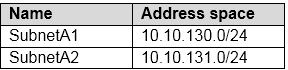 Name Address space
SubnetA1 10.10.130.0/24
SubnetA2 10.10.131.0/24